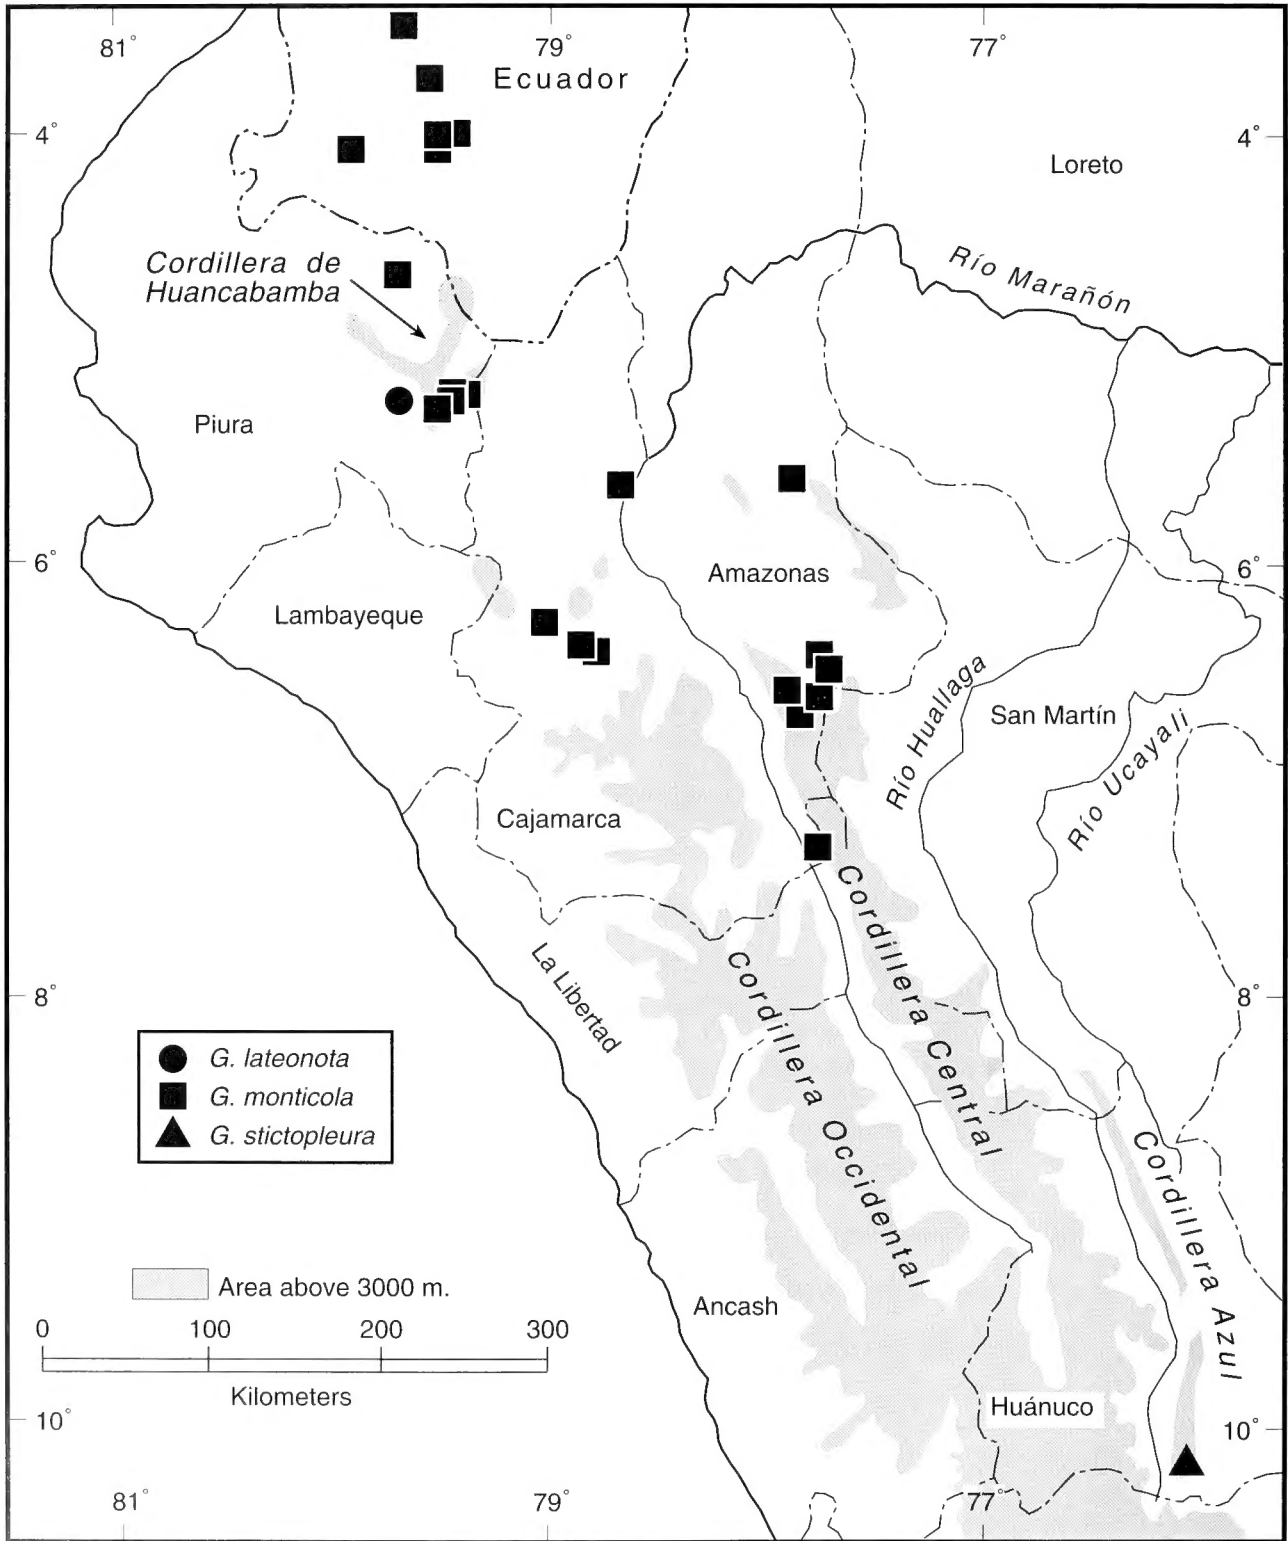 81°
79°
77°
Ecuador
4°
4°
Loreto
Cordillera de
Huancabamba
Río Marañón
Piura
6°
6°
Amazonas
Lambayeque
Río Huallaga
San Martín
Río Ucayali
Cajamarca
La Libertad
Cordillera Occidental
Cordillera Central
8°
8°
G. lateonota
G. monticola
G. stictopleura
Cordillera Azul
Area above 3000 m.
Ancash
0 100 200 300
Kilometers
Huánuco
10°
10°
81°
79°
77°